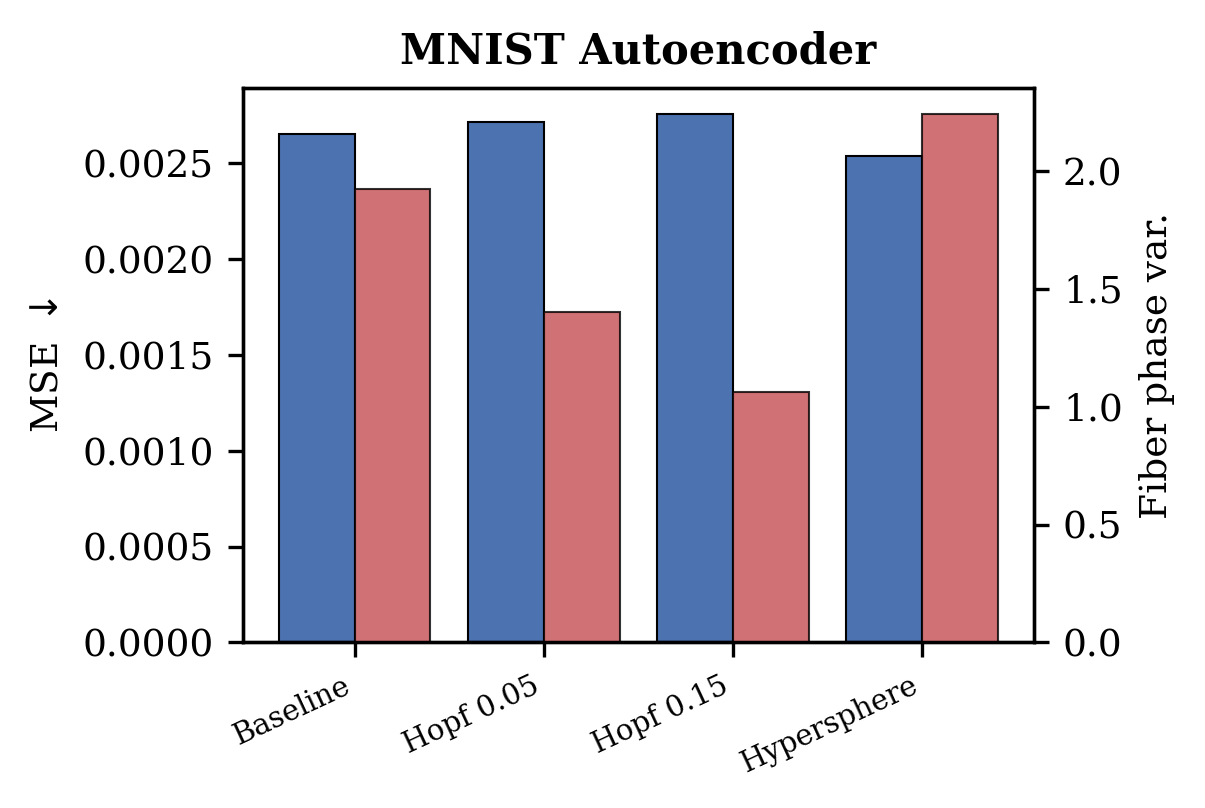 MNIST Autoencoder
MSE ↓
0.0025
0.0020
0.0015
0.0010
0.0005
0.0000
2.0
1.5
1.0
0.5
0.0
Fiber phase var.
Baseline
Hopf 0.05
Hopf 0.15
Hypersphere